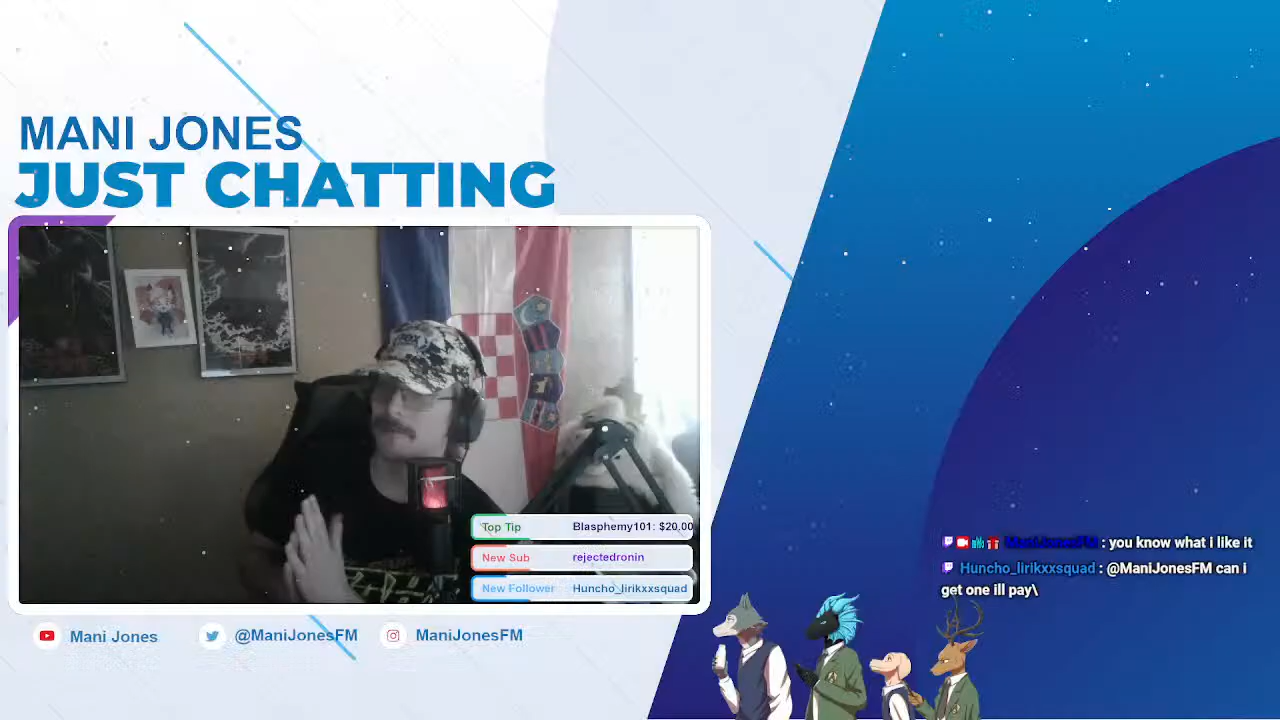 MANI JONES
JUST CHATTING
Top Tip Blasphemy101: $20.00
New Sub rejectedronin
New Follower Huncho_lirikxxsquad
Mani Jones @ManiJonesFM ManiJonesFM
ManiJonesFM : you know what i like it
Huncho_lirikxxsquad : @ManiJonesFM can i
get one ill pay\